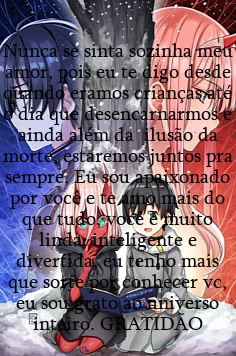 Nunca se sinta sozinha meu
amor, pois eu te digo desde
quando eramos crianças,até
o dia que desencarnarmos e
ainda além da  ilusão da
morte, estaremos juntos pra
sempre. Eu sou apaixonado
por você e te amo mais do
que tudo, você é muito
linda, inteligente e
divertida, eu tenho mais
que sorte por conhecer vc,
eu sou grato ao universo
inteiro. GRATIDÃO